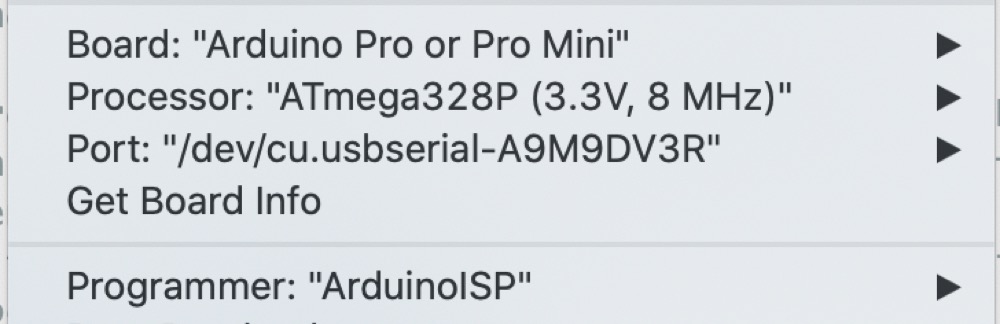 Board: "Arduino Pro or Pro Mini"
Processor: "ATmega328P (3.3V, 8 MHz)"
Port: "/dev/cu.usbserial-A9M9DV3R"
Get Board Info
Programmer: "ArduinoISP"